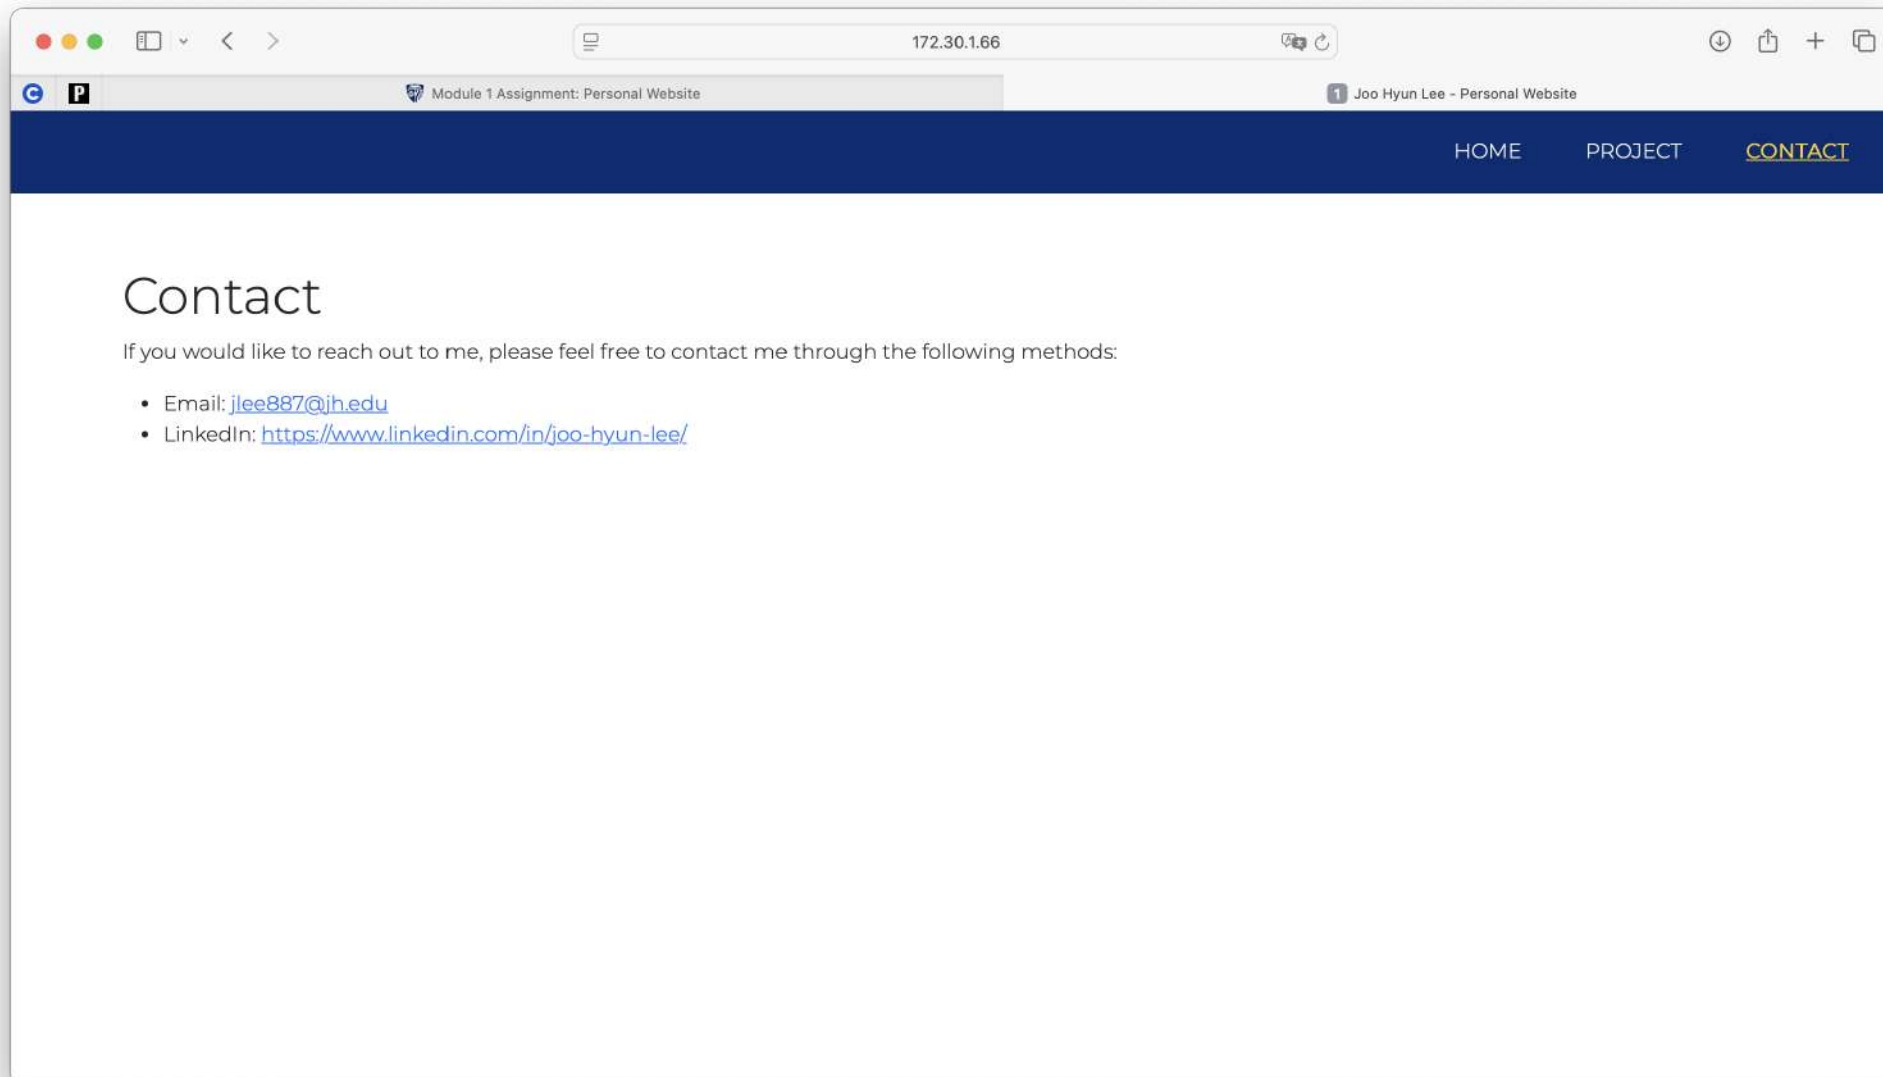 172.30.1.66
C P Module 1 Assignment: Personal Website 1 Joo Hyun Lee - Personal Website
HOME PROJECT CONTACT
Contact
If you would like to reach out to me, please feel free to contact me through the following methods:
• Email: jlee887@jh.edu
• LinkedIn: https://www.linkedin.com/in/joo-hyun-lee/